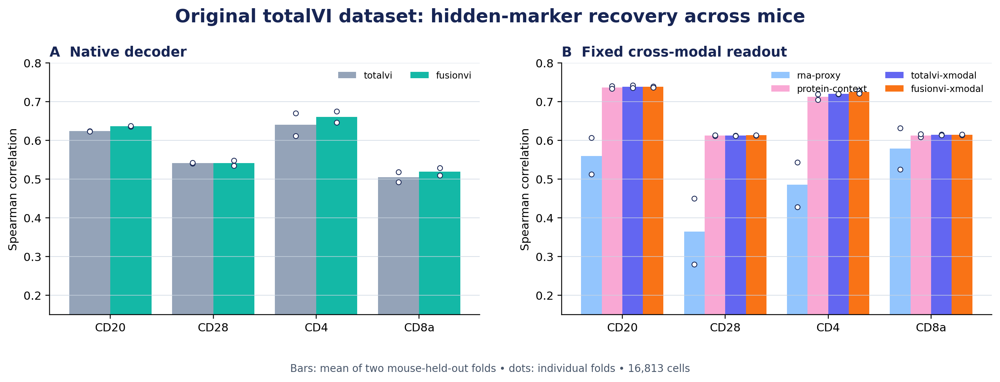 Original totalVI dataset: hidden-marker recovery across mice
A Native decoder
0.8
0.7
0.6
0.5
0.4
0.3
0.2
Spearman correlation
totalvi
fusionvi
CD20
CD28
CD4
CD8a
B Fixed cross-modal readout
0.8
0.7
0.6
0.5
0.4
0.3
0.2
Spearman correlation
rna-proxy
protein-context
totalvi-xmodal
fusionvi-xmodal
CD20
CD28
CD4
CD8a
Bars: mean of two mouse-held-out folds • dots: individual folds • 16,813 cells